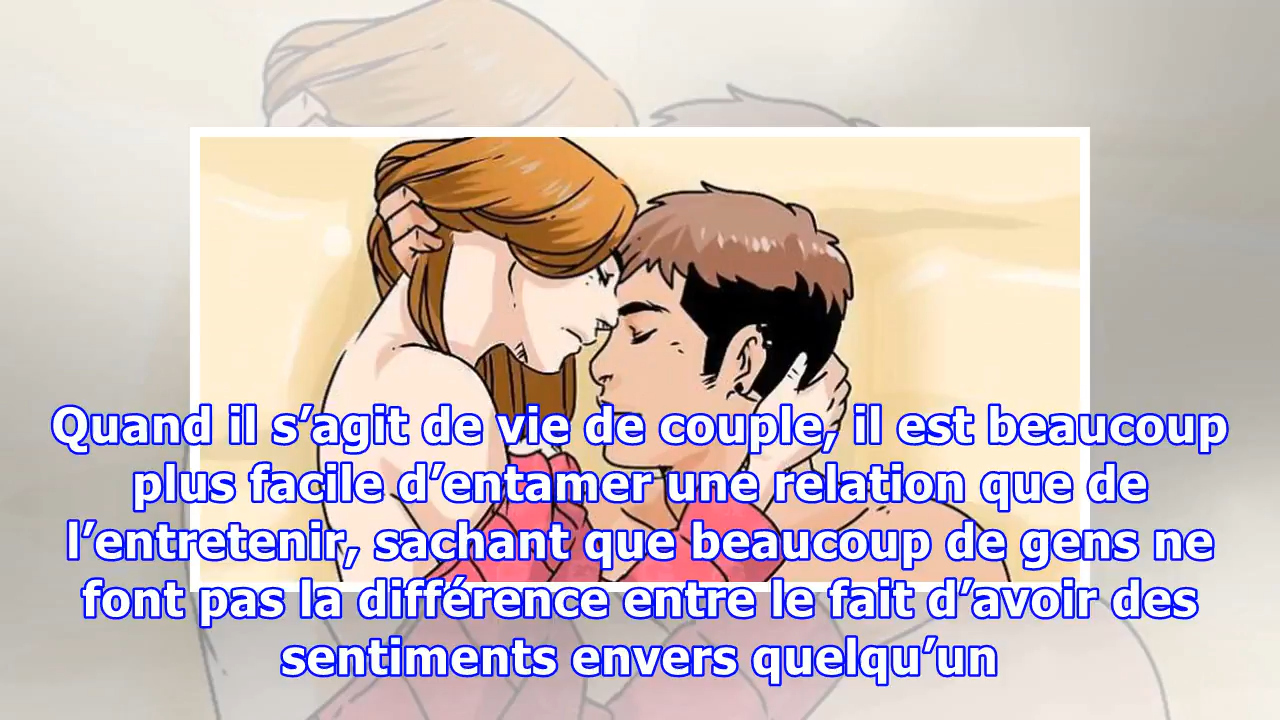 Quand il s’agit de vie de couple, il est beaucoup
plus facile d’entamer une relation que de
l’entretenir, sachant que beaucoup de gens ne
font pas la différence entre le fait d’avoir des
sentiments envers quelqu’un